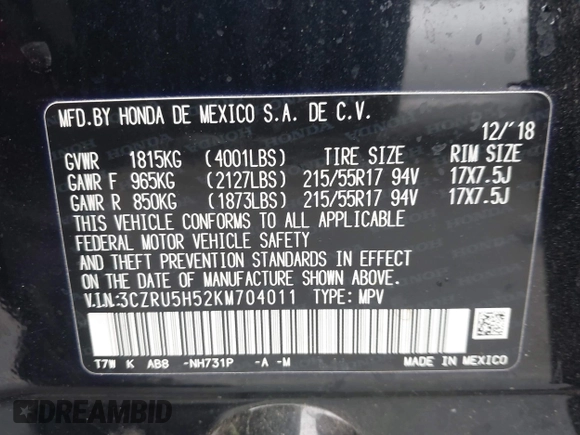 MFD.BY HONDA DE MEXICO S.A. DE C.V.
12/'18
GVWR 1815KG (4001LBS) TIRE SIZE RIM SIZE
GAWR F 965KG (2127LBS) 215/55R17 94V 17X7.5J
GAWR R 850KG (1873LBS) 215/55R17 94V 17X7.5J
THIS VEHICLE CONFORMS TO ALL APPLICABLE
FEDERAL MOTOR VEHICLE SAFETY
AND THEFT PREVENTION STANDARDS IN EFFECT
ON THE DATE OF MANUFACTURE SHOWN ABOVE.
V.I.N:3CZRU5H52KM704011 TYPE: MPV
T7W K AB8 -NH731P -A -M
MADE IN MEXICO
DREAMBID